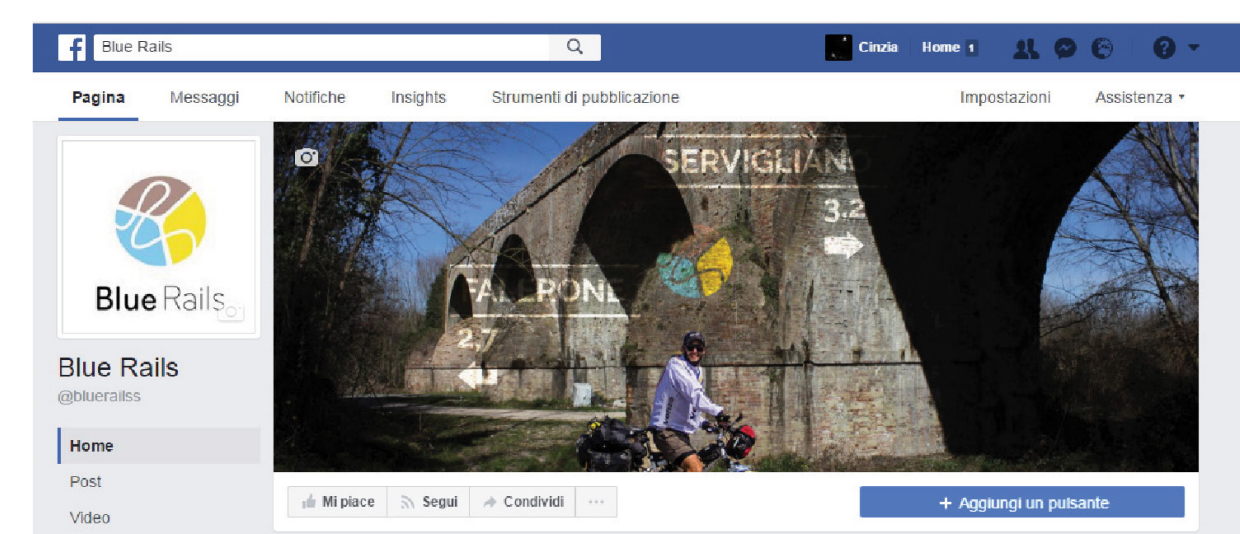 Blue Rails
Cinzia Home 1
Pagina Messaggi Notifiche Insights Strumenti di pubblicazione Impostazioni Assistenza
SERVIGLIANO
3.2
FALERONE
2,7
Blue Rails
Blue Rails
@bluerailss
Home
Post
Video
Mi piace Segui Condividi ...
+ Aggiungi un pulsante